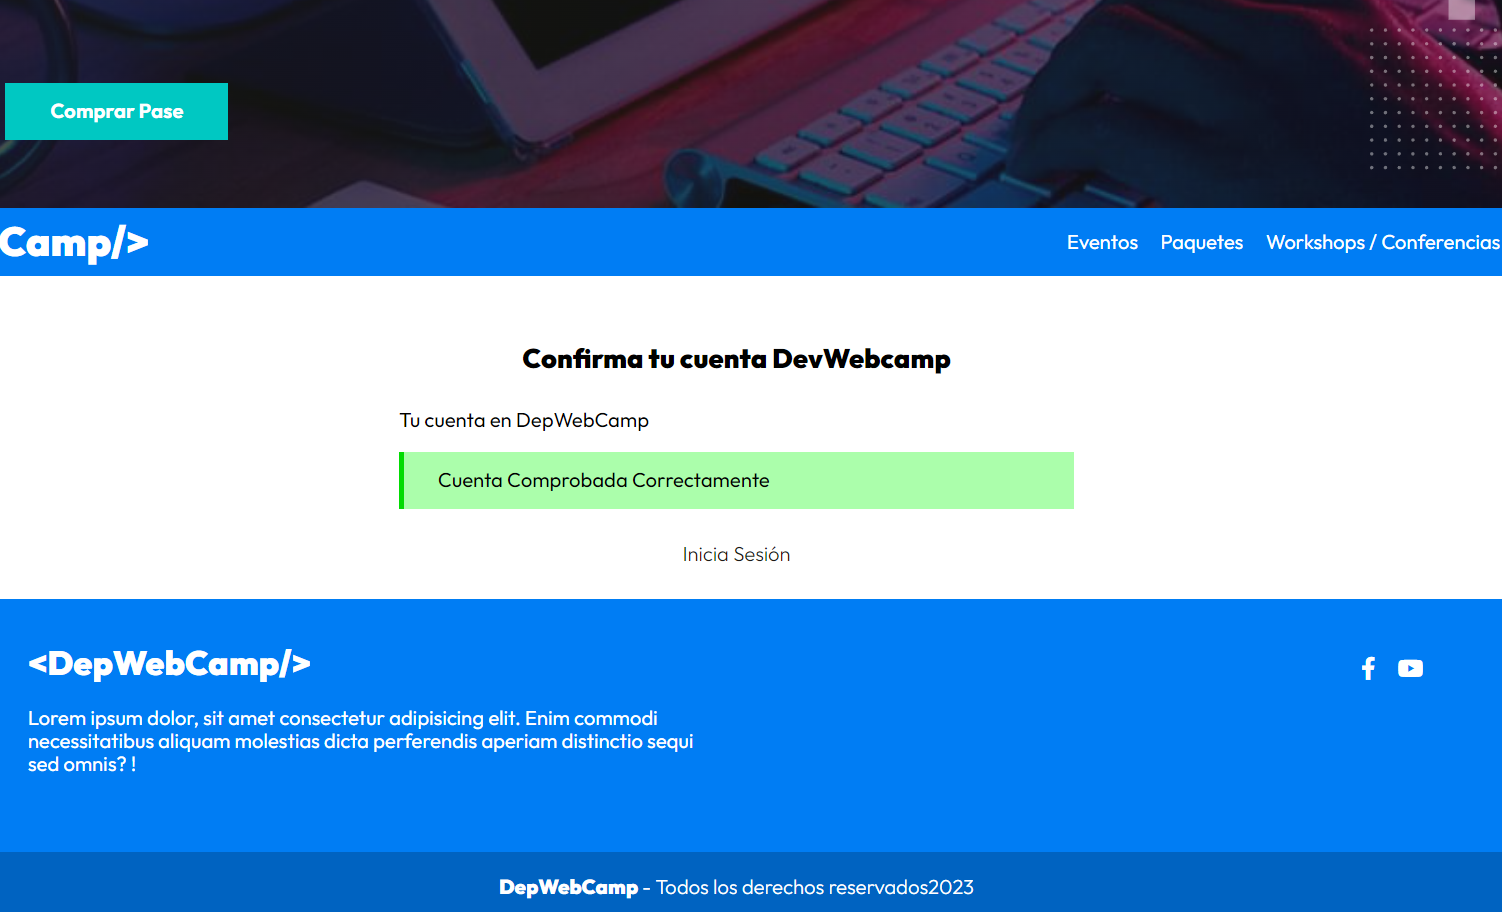 Comprar Pase
Camp/>
Eventos Paquetes Workshops / Conferencias
Confirma tu cuenta DevWebcamp
Tu cuenta en DepWebCamp
Cuenta Comprobada Correctamente
Inicia Sesión
<DepWebCamp/>
Lorem ipsum dolor, sit amet consectetur adipisicing elit. Enim commodi
necessitatibus aliquam molestias dicta perferendis aperiam distinctio sequi
sed omnis? !
DepWebCamp - Todos los derechos reservados2023